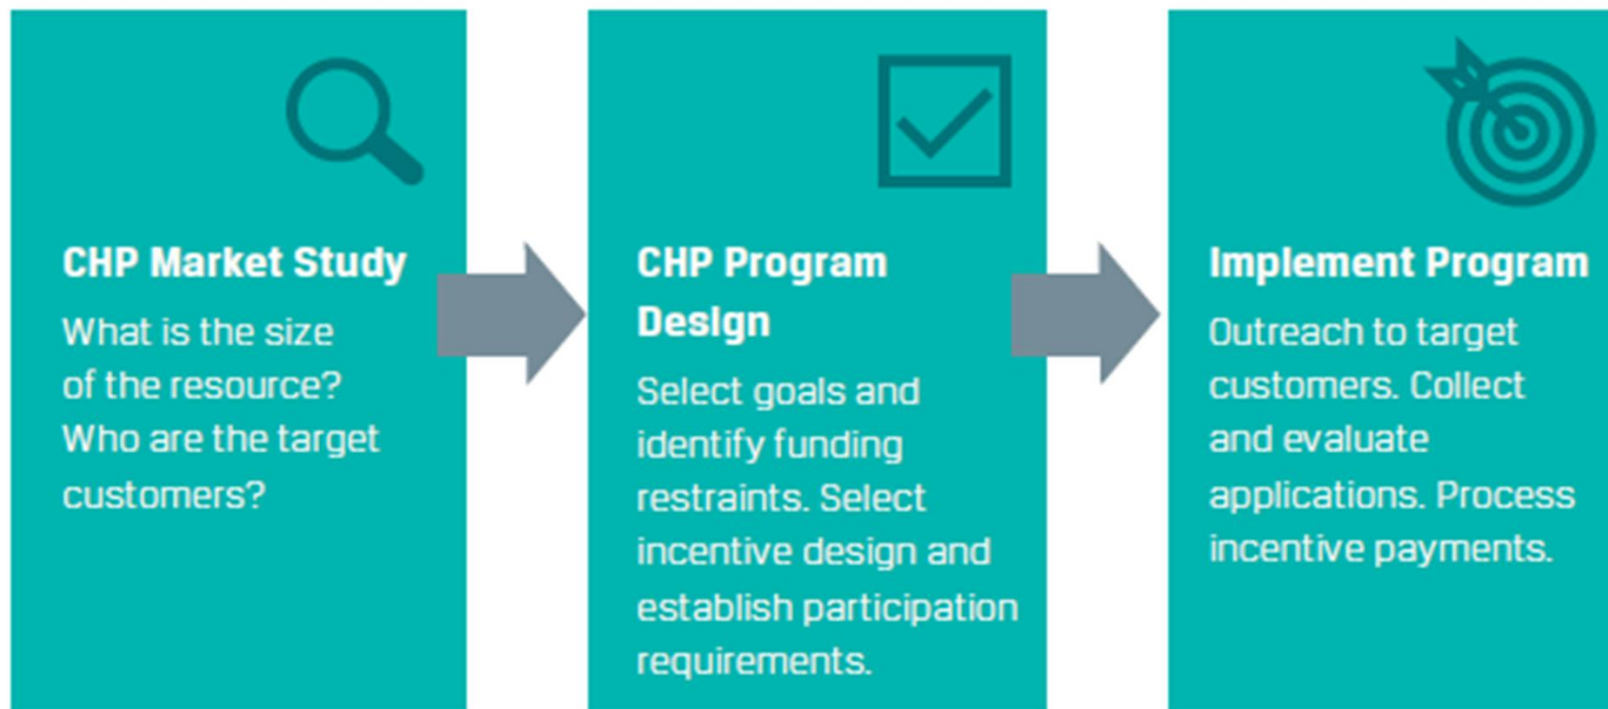 CHP Market Study
What is the size
of the resource?
Who are the target
customers?
CHP Program
Design
Select goals and
identify funding
restraints. Select
incentive design and
establish participation
requirements.
Implement Program
Outreach to target
customers. Collect
and evaluate
applications. Process
incentive payments.